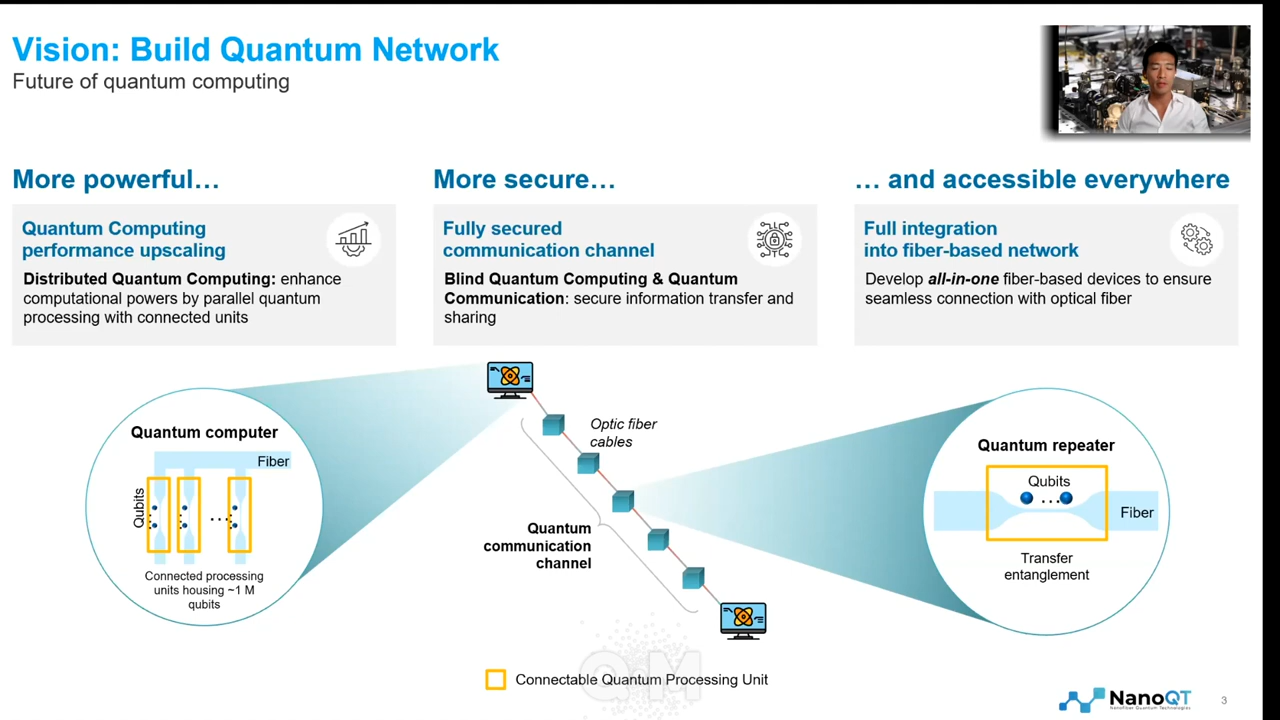 Vision: Build Quantum Network
Future of quantum computing
More powerful…
Quantum Computing
performance upscaling
Distributed Quantum Computing: enhance
computational powers by parallel quantum
processing with connected units
More secure…
Fully secured
communication channel
Blind Quantum Computing & Quantum
Communication: secure information transfer and
sharing
… and accessible everywhere
Full integration
into fiber-based network
Develop all-in-one fiber-based devices to ensure
seamless connection with optical fiber
Quantum computer
Fiber
Qubits
...
Connected processing
units housing ~1 M
qubits
Optic fiber
cables
Quantum
communication
channel
Quantum repeater
Qubits
...
Fiber
Transfer
entanglement
Connectable Quantum Processing Unit
NanoQT
Nanofiber Quantum Technologies
3